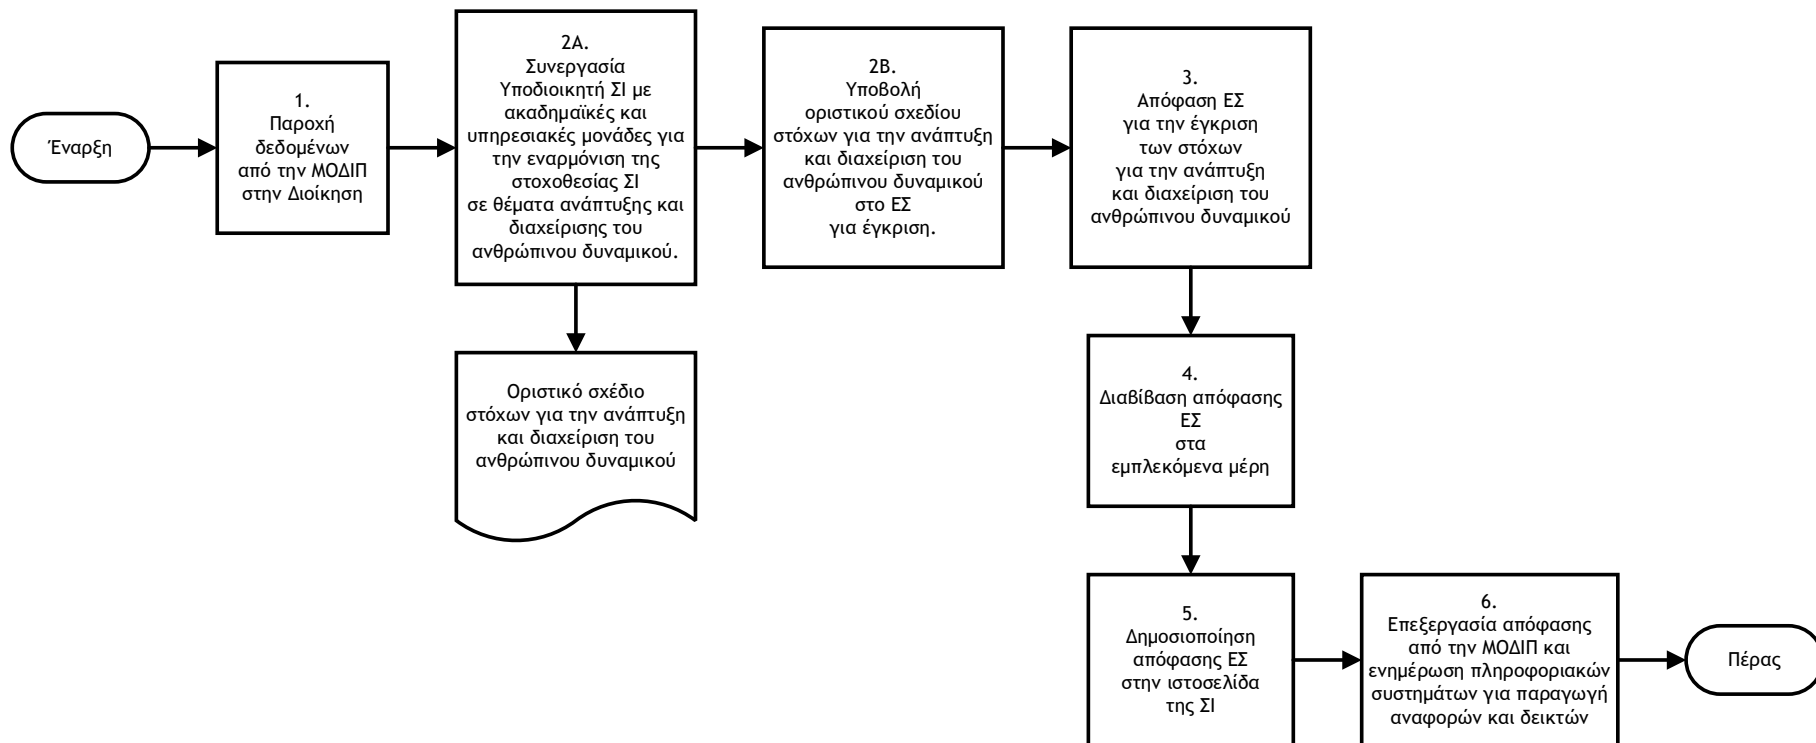 Έναρξη
1.
Παροχή
δεδομένων
από την ΜΟΔΙΠ
στην Διοίκηση
2Α.
Συνεργασία
Υποδιοικητή ΣΙ με
ακαδημαϊκές και
υπηρεσιακές μονάδες για
την εναρμόνιση της
στοχοθεσίας ΣΙ
σε θέματα ανάπτυξης και
διαχείρισης του
ανθρώπινου δυναμικού.
Οριστικό σχέδιο
στόχων για την ανάπτυξη
και διαχείριση του
ανθρώπινου δυναμικού
2Β.
Υποβολή
οριστικού σχεδίου
στόχων για την ανάπτυξη
και διαχείριση του
ανθρώπινου δυναμικού
στο ΕΣ
για έγκριση.
3.
Απόφαση ΕΣ
για την έγκριση
των στόχων
για την ανάπτυξη
και διαχείριση του
ανθρώπινου δυναμικού
4.
Διαβίβαση απόφασης
ΕΣ
στα
εμπλεκόμενα μέρη
5.
Δημοσιοποίηση
απόφασης ΕΣ
στην ιστοσελίδα
της ΣΙ
6.
Επεξεργασία απόφασης
από την ΜΟΔΙΠ και
ενημέρωση πληροφοριακών
συστημάτων για παραγωγή
αναφορών και δεικτών
Πέρας